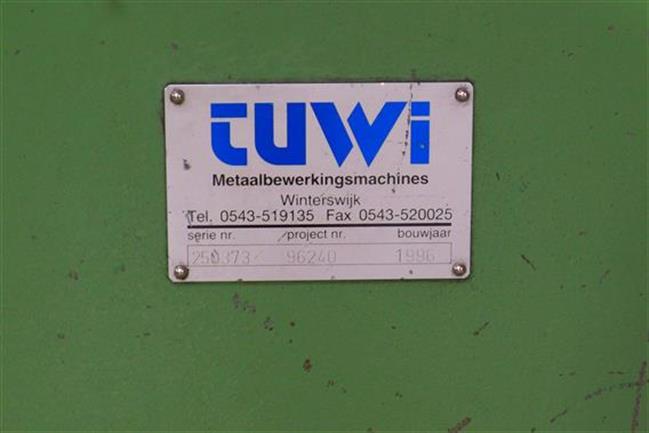 TUWi
Metaalbewerkingsmachines
Winterswijk
Tel. 0543-519135 Fax 0543-520025
serie nr. project nr. bouwjaar
250373/ 96240 1996